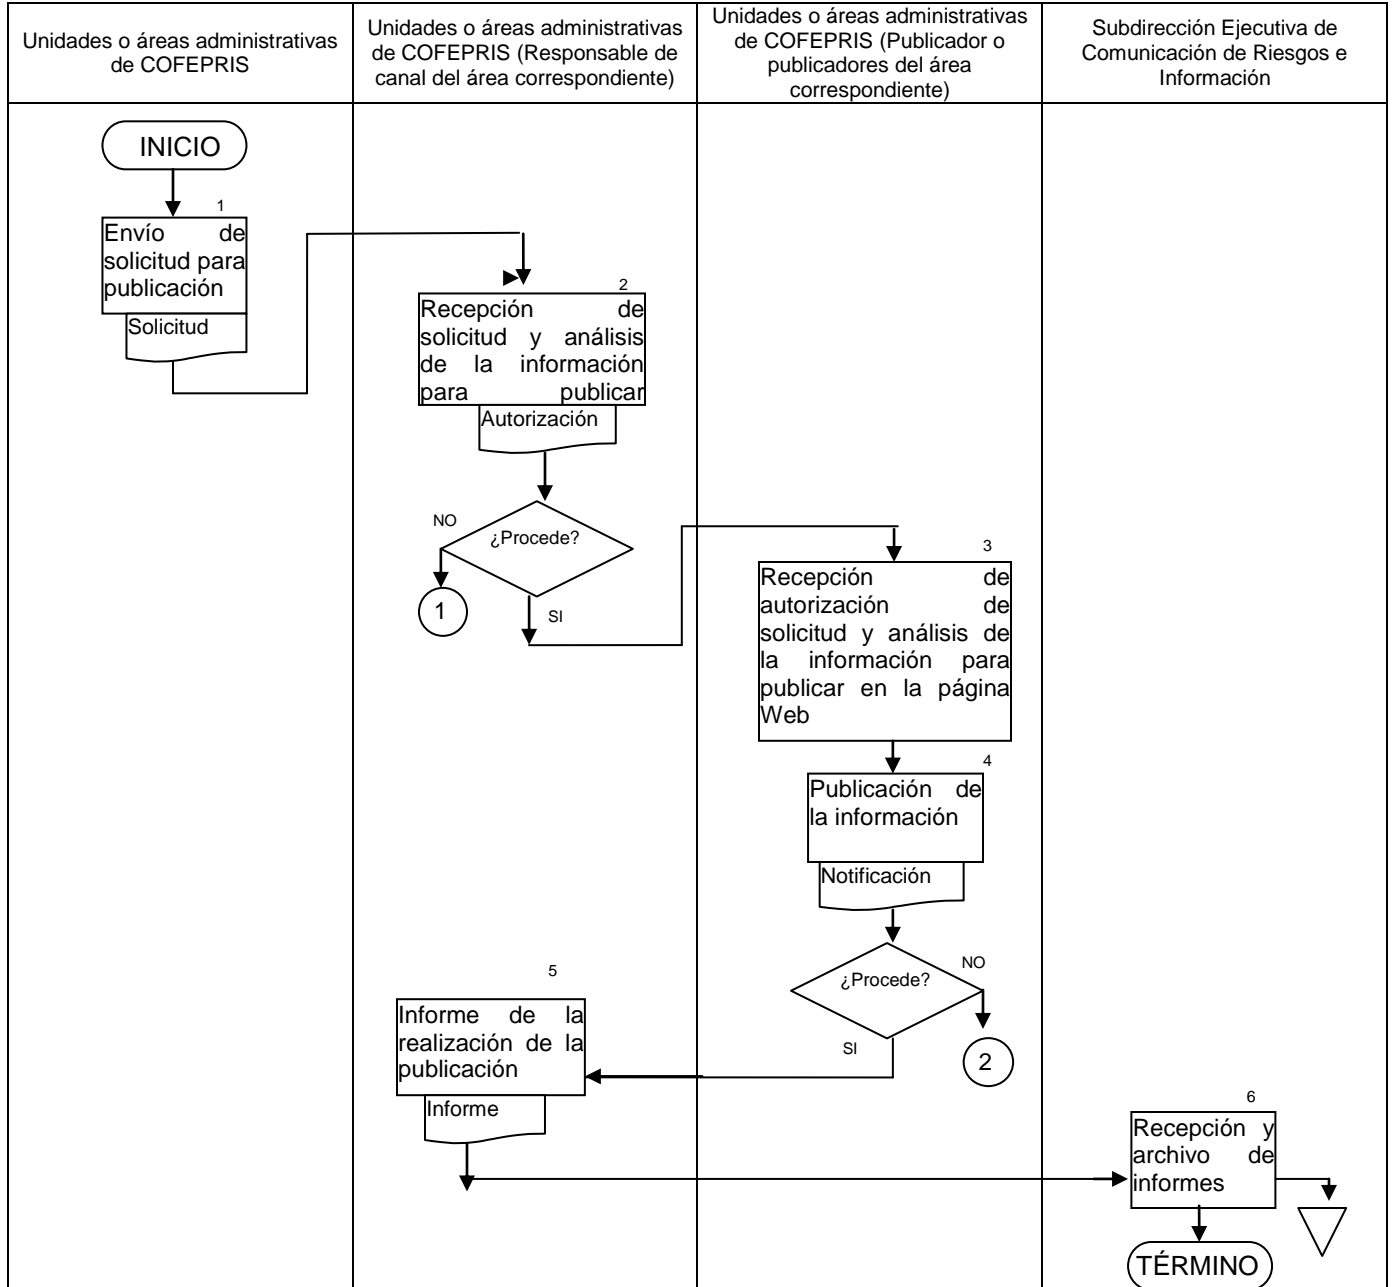 Unidades o áreas administrativas
de COFEPRIS
Unidades o áreas administrativas
de COFEPRIS (Responsable de
canal del área correspondiente)
Unidades o áreas administrativas
de COFEPRIS (Publicador o
publicadores del área
correspondiente)
Subdirección Ejecutiva de
Comunicación de Riesgos e
Información
INICIO
1
Envío de
solicitud para
publicación
Solicitud
2
Recepción de
solicitud y análisis
de la información
para publicar
Autorización
¿Procede?
NO
1
SI
3
Recepción de
autorización de
solicitud y análisis de
la información para
publicar en la página
Web
4
Publicación de
la información
Notificación
¿Procede?
NO
2
SI
5
Informe de la
realización de la
publicación
Informe
6
Recepción y
archivo de
informes
TÉRMINO